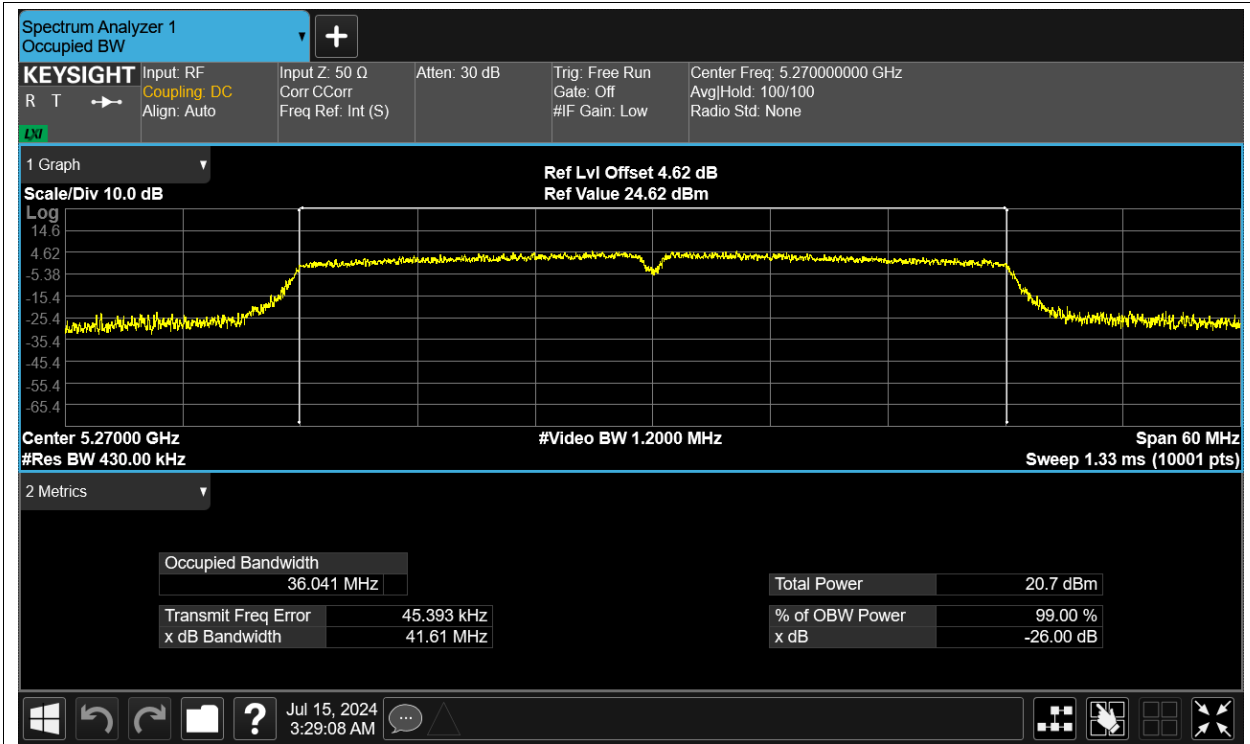 Spectrum Analyzer 1
Occupied BW
▼
+
KEYSIGHT
R T
LXI
Input: RF
Coupling: DC
Align: Auto
Input Z: 50 Ω
Corr CCorr
Freq Ref: Int (S)
Atten: 30 dB
Trig: Free Run
Gate: Off
#IF Gain: Low
Center Freq: 5.270000000 GHz
Avg|Hold: 100/100
Radio Std: None
1 Graph ▼
Ref Lvl Offset 4.62 dB
Scale/Div 10.0 dB
Ref Value 24.62 dBm
Log
14.6
4.62
-5.38
-15.4
-25.4
-35.4
-45.4
-55.4
-65.4
Center 5.27000 GHz
#Video BW 1.2000 MHz
Span 60 MHz
#Res BW 430.00 kHz
Sweep 1.33 ms (10001 pts)
2 Metrics ▼
Occupied Bandwidth
36.041 MHz
Total Power 20.7 dBm
Transmit Freq Error 45.393 kHz
% of OBW Power 99.00 %
x dB Bandwidth 41.61 MHz
x dB -26.00 dB
?
Jul 15, 2024
3:29:08 AM